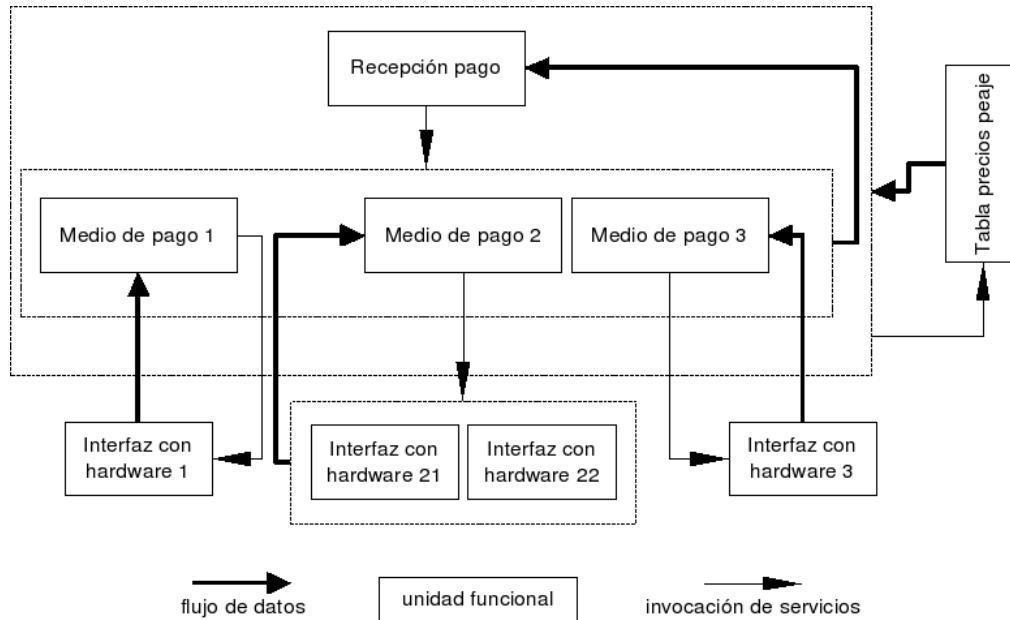 Recepción pago
Tabla precios peaje
Medio de pago 1
Medio de pago 2
Medio de pago 3
Interfaz con
hardware 1
Interfaz con
hardware 21
Interfaz con
hardware 22
Interfaz con
hardware 3
flujo de datos
unidad funcional
invocación de servicios